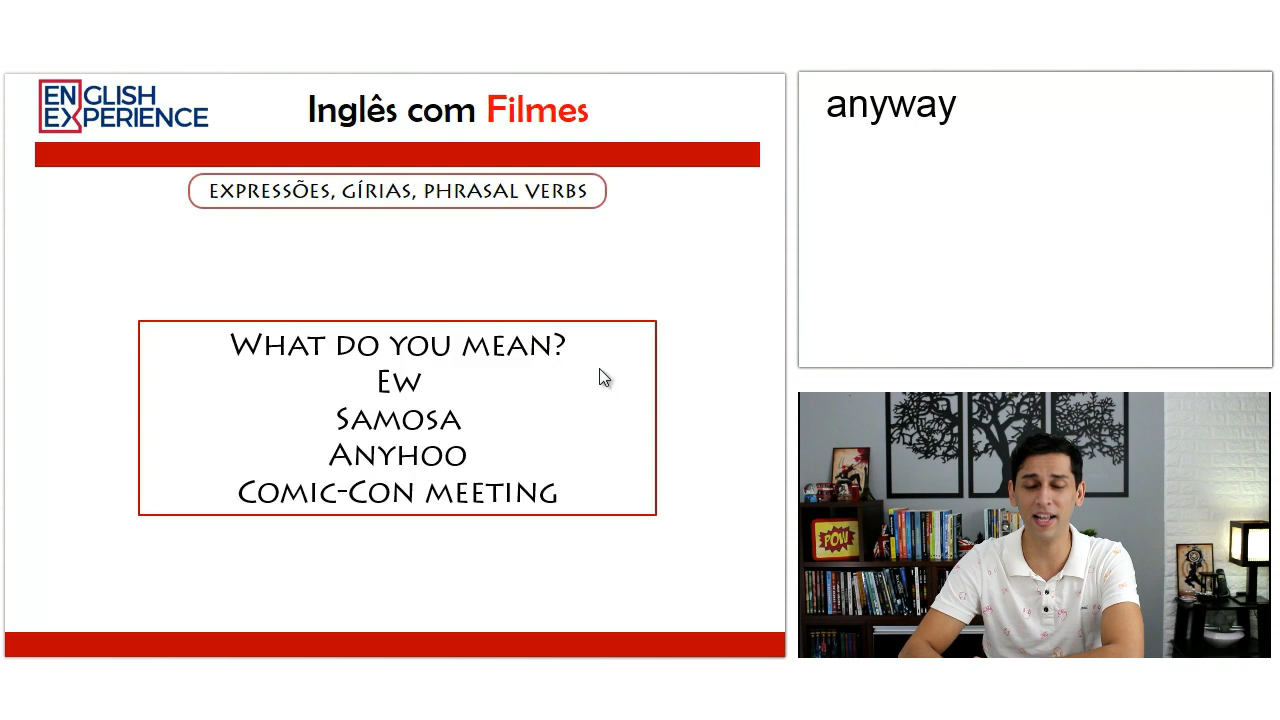 ENGLISH
EXPERIENCE
Inglês com Filmes
EXPRESSÕES, GÍRIAS, PHRASAL VERBS
WHAT DO YOU MEAN?
EW
SAMOSA
ANYHOO
COMIC-CON MEETING
anyway
POW